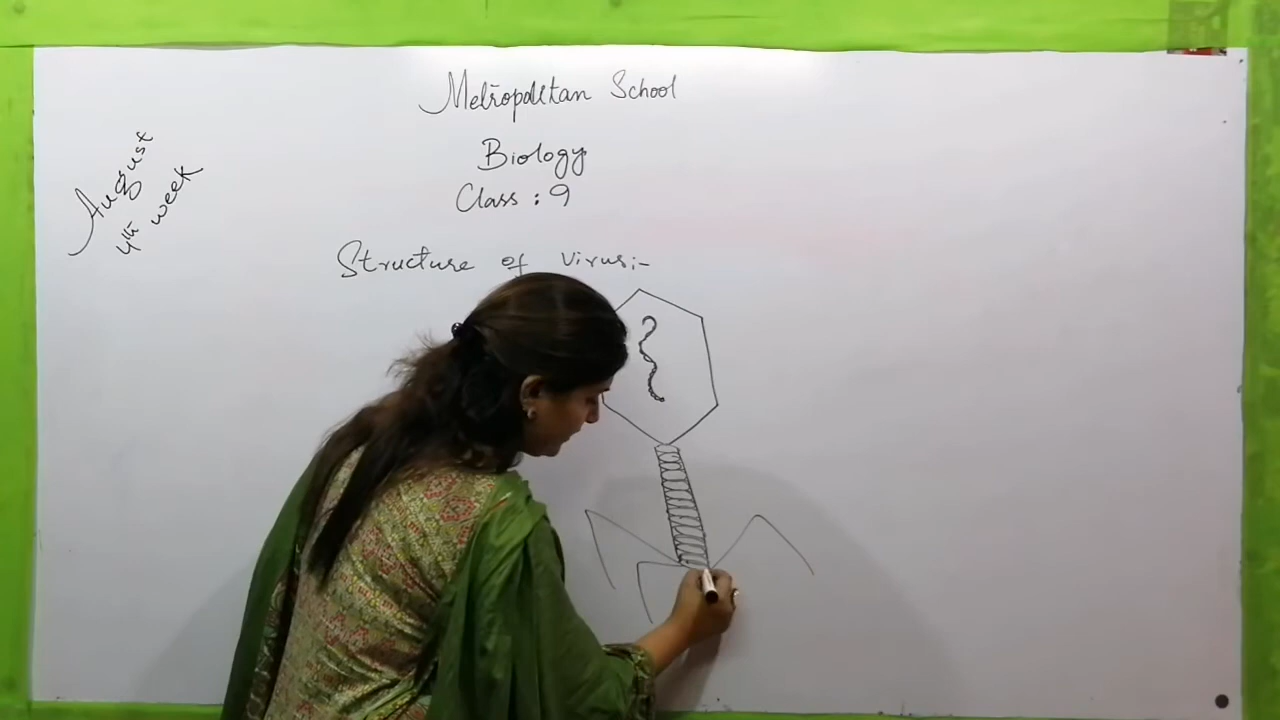 Metropolitan School
Biology
Class : 9
August
4th week
Structure of virus:-